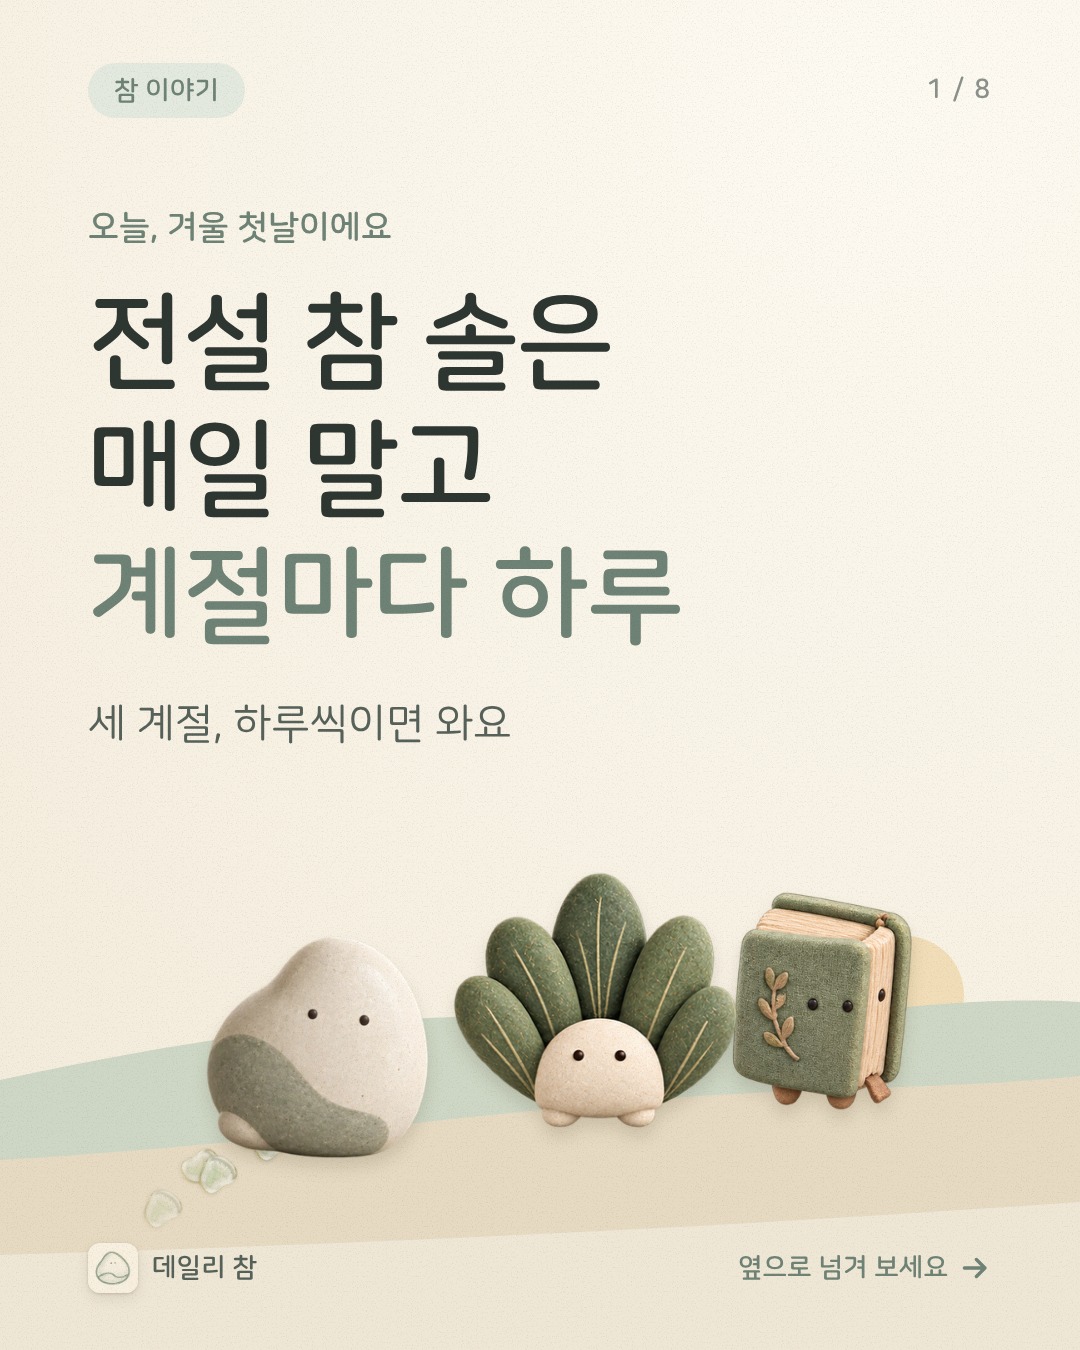 참 이야기
1 / 8
오늘, 겨울 첫날이에요
전설 참 솔은
매일 말고
계절마다 하루
세 계절, 하루씩이면 와요
데일리 참
옆으로 넘겨 보세요 →